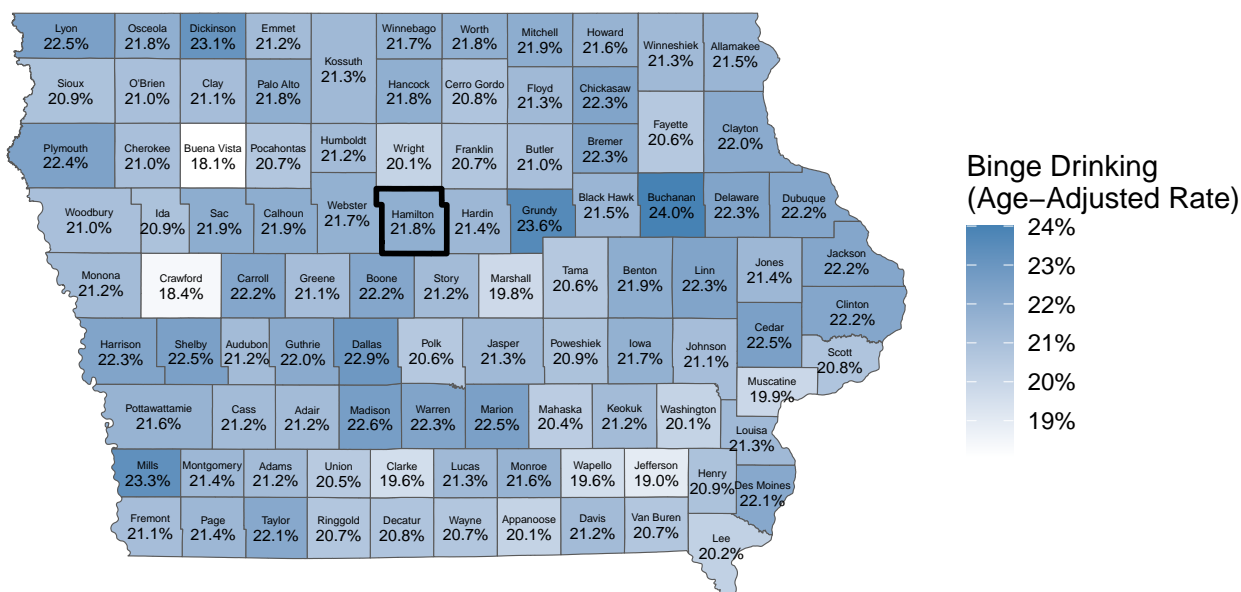 Lyon
22.5%
Osceola
21.8%
Dickinson
23.1%
Emmet
21.2%
Kossuth
21.3%
Winnebago
21.7%
Worth
21.8%
Mitchell
21.9%
Howard
21.6%
Winneshiek
21.3%
Allamakee
21.5%
Sioux
20.9%
O'Brien
21.0%
Clay
21.1%
Palo Alto
21.8%
Hancock
21.8%
Cerro Gordo
20.8%
Floyd
21.3%
Chickasaw
22.3%
Fayette
20.6%
Clayton
22.0%
Plymouth
22.4%
Cherokee
21.0%
Buena Vista
18.1%
Pocahontas
20.7%
Humboldt
21.2%
Wright
20.1%
Franklin
20.7%
Butler
21.0%
Bremer
22.3%
Woodbury
21.0%
Ida
20.9%
Sac
21.9%
Calhoun
21.9%
Webster
21.7%
Hamilton
21.8%
Hardin
21.4%
Grundy
23.6%
Black Hawk
21.5%
Buchanan
24.0%
Delaware
22.3%
Dubuque
22.2%
Monona
21.2%
Crawford
18.4%
Carroll
22.2%
Greene
21.1%
Boone
22.2%
Story
21.2%
Marshall
19.8%
Tama
20.6%
Benton
21.9%
Linn
22.3%
Jones
21.4%
Jackson
22.2%
Clinton
22.2%
Harrison
22.3%
Shelby
22.5%
Audubon
21.2%
Guthrie
22.0%
Dallas
22.9%
Polk
20.6%
Jasper
21.3%
Poweshiek
20.9%
Iowa
21.7%
Johnson
21.1%
Cedar
22.5%
Scott
20.8%
Muscatine
19.9%
Pottawattamie
21.6%
Cass
21.2%
Adair
21.2%
Madison
22.6%
Warren
22.3%
Marion
22.5%
Mahaska
20.4%
Keokuk
21.2%
Washington
20.1%
Louisa
21.3%
Mills
23.3%
Montgomery
21.4%
Adams
21.2%
Union
20.5%
Clarke
19.6%
Lucas
21.3%
Monroe
21.6%
Wapello
19.6%
Jefferson
19.0%
Henry
20.9%
Des Moines
22.1%
Fremont
21.1%
Page
21.4%
Taylor
22.1%
Ringgold
20.7%
Decatur
20.8%
Wayne
20.7%
Appanoose
20.1%
Davis
21.2%
Van Buren
20.7%
Lee
20.2%
Binge Drinking
(Age−Adjusted Rate)
24%
23%
22%
21%
20%
19%